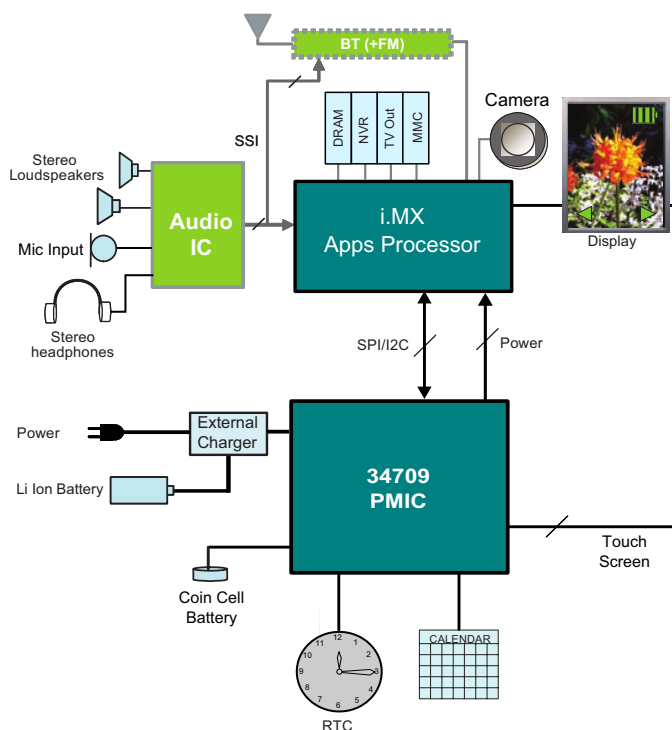 BT (+FM)
DRAM
NVR
TV Out
MMC
Camera
SSI
Stereo
Loudspeakers
Audio
IC
i.MX
Apps Processor
Mic Input
Display
Stereo
headphones
SPI/I2C
Power
Power
External
Charger
Li Ion Battery
34709
PMIC
Touch
Screen
Coin Cell
Battery
12
1
2
3
4
5
6
7
8
9
10
11
CALENDAR
RTC